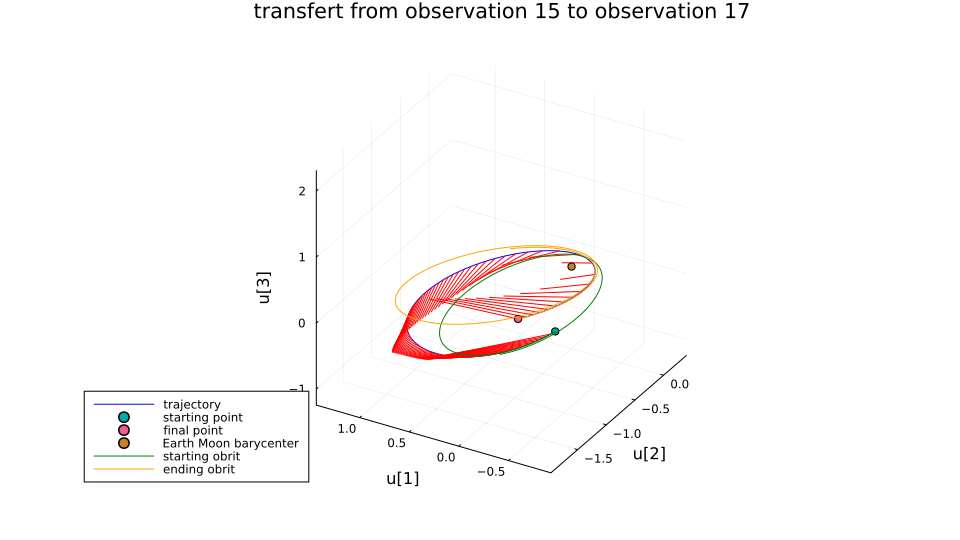 transfert from observation 15 to observation 17
2
1
0
−1
u[3]
1.0
0.5
0.0
−0.5
u[1]
0.0
−0.5
−1.0
−1.5
u[2]
trajectory
starting point
final point
Earth Moon barycenter
starting obrit
ending obrit